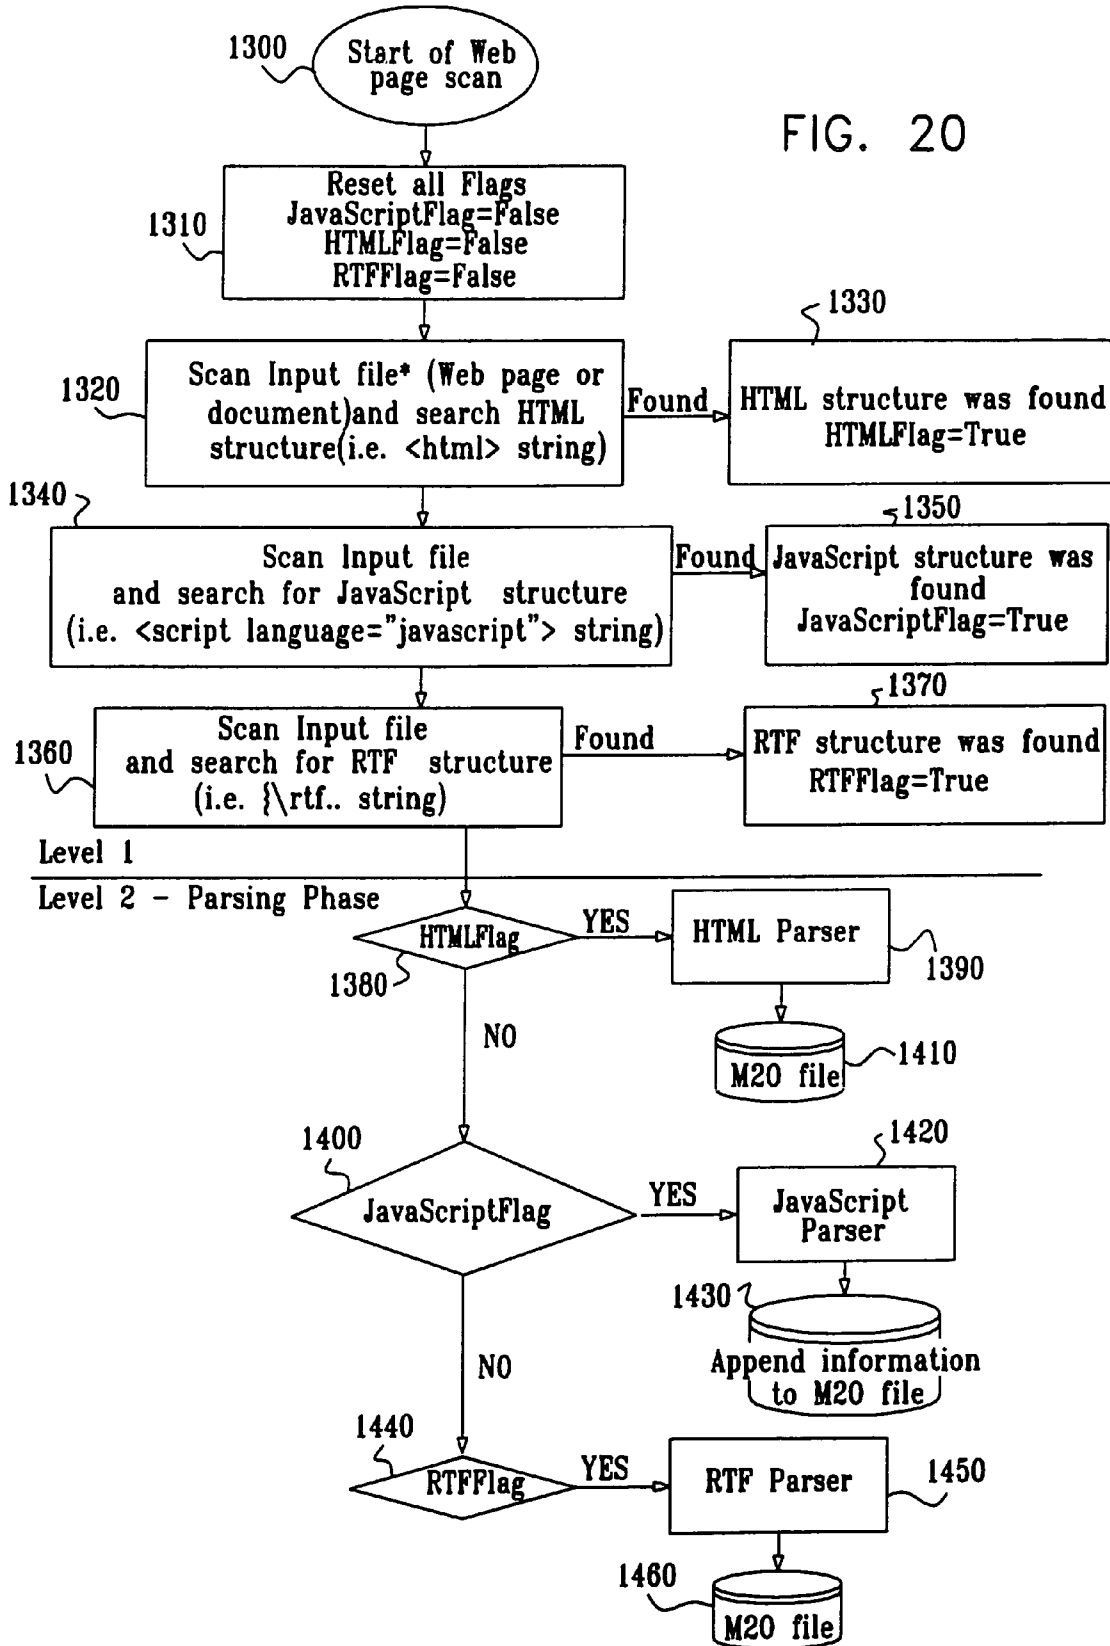 1300
Start of Web
page scan
FIG. 20
1310
Reset all Flags
JavaScriptFlag=False
HTMLFlag=False
RTFFlag=False
1320
Scan Input file* (Web page or
document)and search HTML
structure(i.e. <html> string)
Found
1330
HTML structure was found
HTMLFlag=True
1340
Scan Input file
and search for JavaScript structure
(i.e. <script language="javascript"> string)
Found
1350
JavaScript structure was
found
JavaScriptFlag=True
1360
Scan Input file
and search for RTF structure
(i.e. {\rtf.. string)
Found
1370
RTF structure was found
RTFFlag=True
Level 1
Level 2 - Parsing Phase
HTMLFlag
1380
YES
HTML Parser
1390
NO
M20 file
1410
1400
JavaScriptFlag
YES
1420
JavaScript
Parser
1430
Append information
to M20 file
NO
1440
RTFFlag
YES
RTF Parser
1450
1460
M20 file